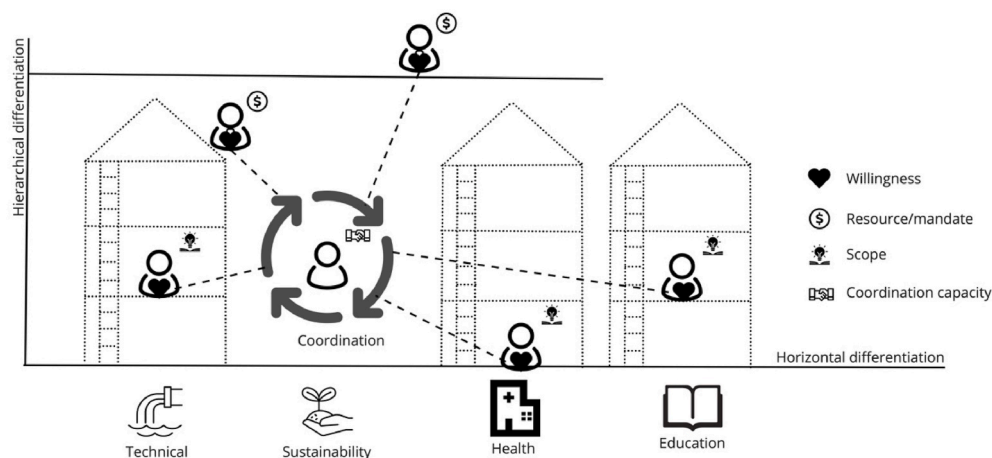 Hierarchical differentiation
$
$
Willingness
$ Resource/mandate
Scope
Coordination capacity
Coordination
Horizontal differentiation
Technical
Sustainability
Health
Education